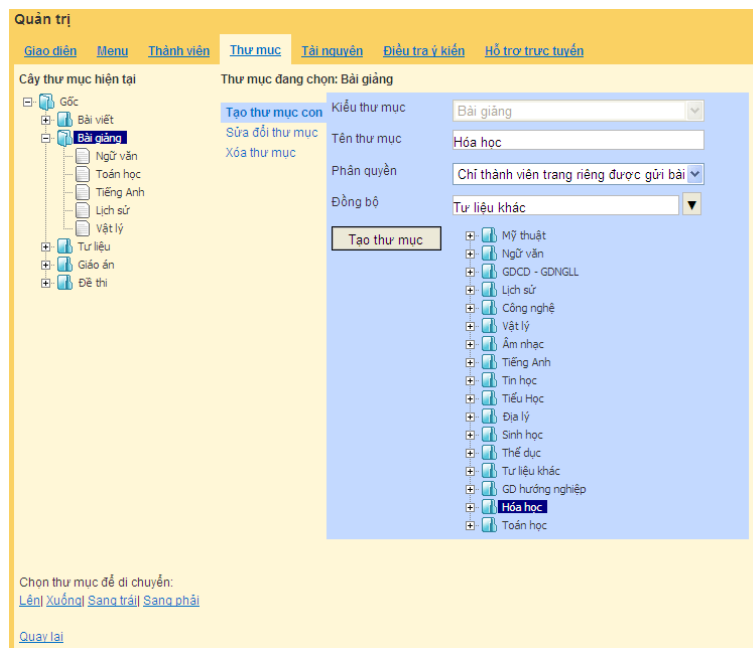 Quản trị
Giao diên Menu Thành viên Thư mục Tài nguyên Điều tra ý kiến Hỗ trợ trực tuyến
Cây thư mục hiện tại
Gốc
Bài viết
Bài giảng
Ngữ văn
Toán học
Tiếng Anh
Lịch sử
Vật lý
Tư liệu
Giáo án
Đề thi
Thư mục đang chọn: Bài giảng
Tạo thư mục con
Sửa đổi thư mục
Xóa thư mục
Kiểu thư mục Bài giảng
Tên thư mục Hóa học
Phân quyền Chỉ thành viên trang riêng được gửi bài
Đồng bộ Tư liệu khác
Tạo thư mục
Mỹ thuật
Ngữ văn
GDCD - GDNGLL
Lịch sử
Công nghệ
Vật lý
Âm nhạc
Tiếng Anh
Tin học
Tiểu Học
Địa lý
Sinh học
Thể dục
Tư liệu khác
GD hướng nghiệp
Hóa học
Toán học
Chọn thư mục để di chuyển:
Lên| Xuống| Sang trái| Sang phải
Quay lại